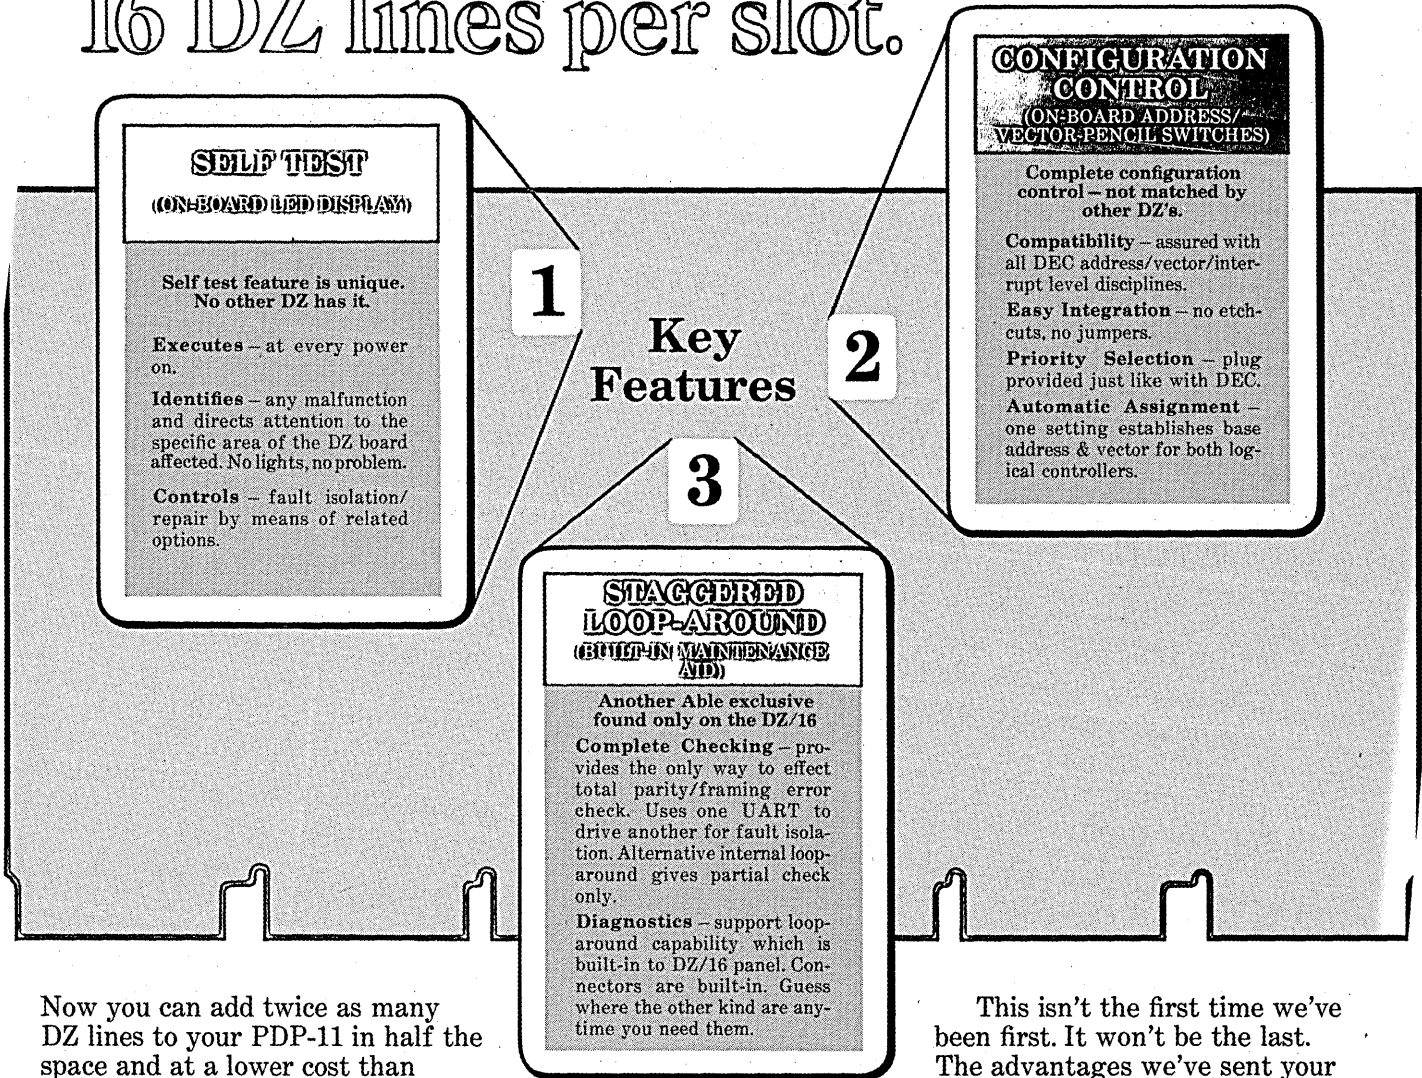 16 DZ lines per slot.
SELF TEST
(ON-BOARD LED DISPLAY)
Self test feature is unique.
No other DZ has it.
Executes – at every power
on.
Identifies – any malfunction
and directs attention to the
specific area of the DZ board
affected. No lights, no problem.
Controls – fault isolation/
repair by means of related
options.
1
Key
Features
2
CONFIGURATION
CONTROL
(ON-BOARD ADDRESS/
VECTOR-PENCIL SWITCHES)
Complete configuration
control – not matched by
other DZ's.
Compatibility – assured with
all DEC address/vector/inter-
rupt level disciplines.
Easy Integration – no etch-
cuts, no jumpers.
Priority Selection – plug
provided just like with DEC.
Automatic Assignment –
one setting establishes base
address & vector for both log-
ical controllers.
3
STAGGERED
LOOP-AROUND
(BUILT-IN MAINTENANCE
AID)
Another Able exclusive
found only on the DZ/16
Complete Checking – pro-
vides the only way to effect
total parity/framing error
check. Uses one UART to
drive another for fault isola-
tion. Alternative internal loop-
around gives partial check
only.
Diagnostics – support loop-
around capability which is
built-in to DZ/16 panel. Con-
nectors are built-in. Guess
where the other kind are any-
time you need them.
Now you can add twice as many
DZ lines to your PDP-11 in half the
space and at a lower cost than
This isn't the first time we've
been first. It won't be the last.
The advantages we've sent your